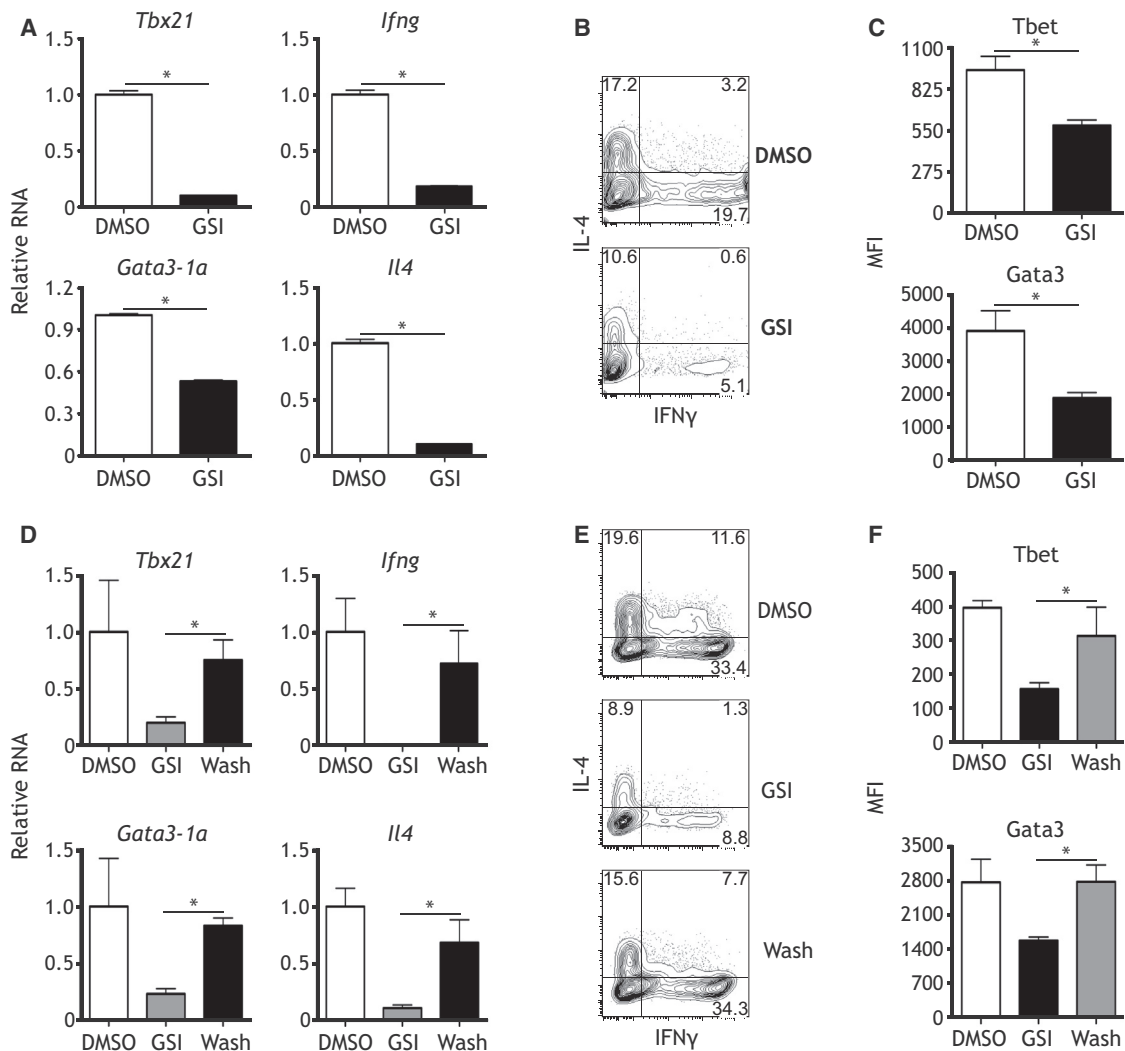 A
Tbx21
Ifng
1.5
1.0
0.5
0
DMSO GSI
1.5
1.0
0.5
0
DMSO GSI
Relative RNA
Gata3-1a
Il4
1.2
0.9
0.6
0.3
0
DMSO GSI
1.5
1.0
0.5
0
DMSO GSI
*
*
*
*
B
17.2 3.2
19.7
DMSO
10.6 0.6
5.1
GSI
IL-4
IFNγ
C
Tbet
*
1100
825
550
275
0
DMSO GSI
MFI
Gata3
*
5000
4000
3000
2000
1000
0
DMSO GSI
D
Tbx21
Ifng
1.5
1.0
0.5
0
*
DMSO GSI Wash
1.5
1.0
0.5
0
*
DMSO GSI Wash
Relative RNA
Gata3-1a
Il4
1.5
1.0
0.5
0
*
DMSO GSI Wash
1.5
1.0
0.5
0
*
DMSO GSI Wash
E
19.6 11.6
33.4
DMSO
8.9 1.3
8.8
GSI
15.6 7.7
34.3
Wash
IL-4
IFNγ
F
Tbet
*
500
400
300
200
100
0
DMSO GSI Wash
MFI
Gata3
*
3500
2800
2100
1400
700
0
DMSO GSI Wash